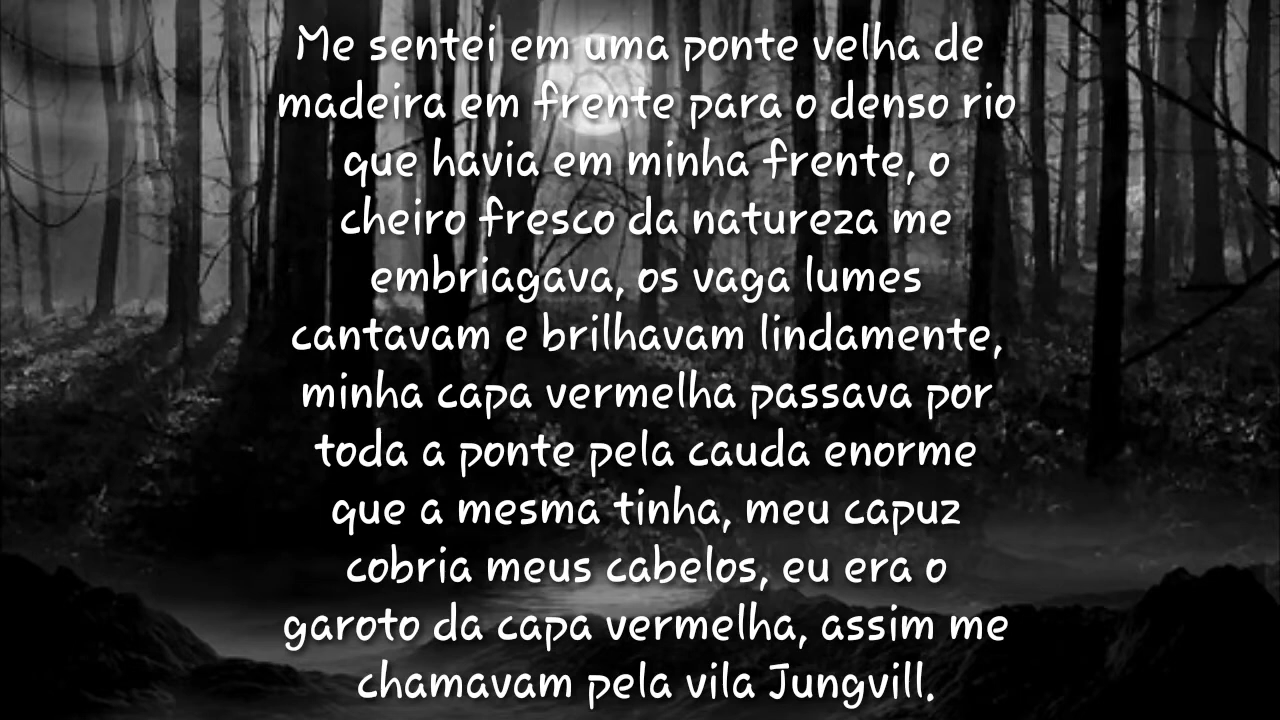 Me sentei em uma ponte velha de
madeira em frente para o denso rio
que havia em minha frente, o
cheiro fresco da natureza me
embriagava, os vaga lumes
cantavam e brilhavam lindamente,
minha capa vermelha passava por
toda a ponte pela cauda enorme
que a mesma tinha, meu capuz
cobria meus cabelos, eu era o
garoto da capa vermelha, assim me
chamavam pela vila Jungvill.